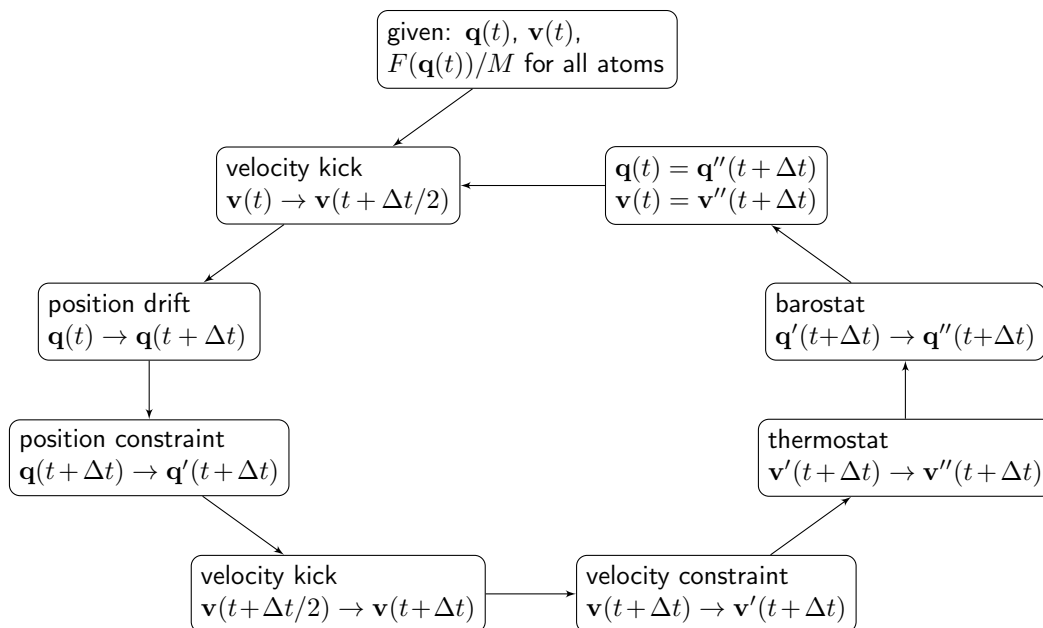 given: q(t), v(t),
F(q(t))/M for all atoms
velocity kick
v(t) → v(t + Δt/2)
position drift
q(t) → q(t + Δt)
position constraint
q(t + Δt) → q′(t + Δt)
velocity kick
v(t+Δt/2) → v(t+Δt)
velocity constraint
v(t+Δt) → v′(t+Δt)
thermostat
v′(t+Δt) → v′′(t+Δt)
barostat
q′(t+Δt) → q′′(t+Δt)
q(t) = q′′(t + Δt)
v(t) = v′′(t + Δt)